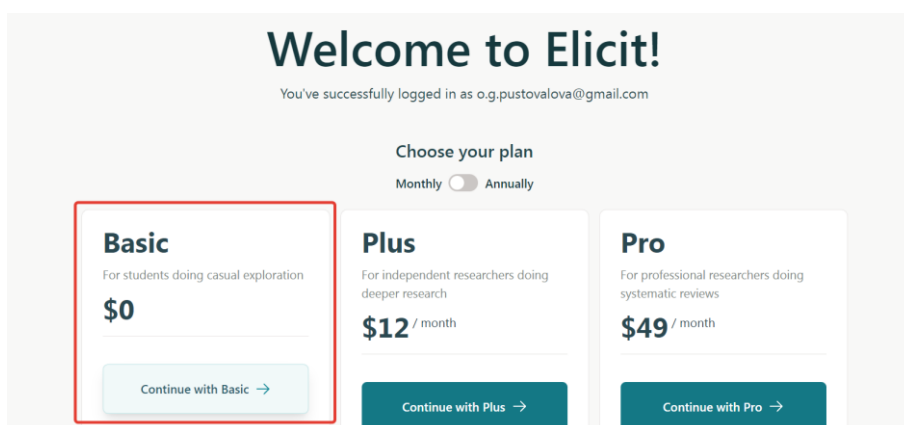 Welcome to Elicit!
You've successfully logged in as o.g.pustovalova@gmail.com
Choose your plan
Monthly Annually
Basic
For students doing casual exploration
$0
Continue with Basic →
Plus
For independent researchers doing
deeper research
$12 / month
Continue with Plus →
Pro
For professional researchers doing
systematic reviews
$49 / month
Continue with Pro →